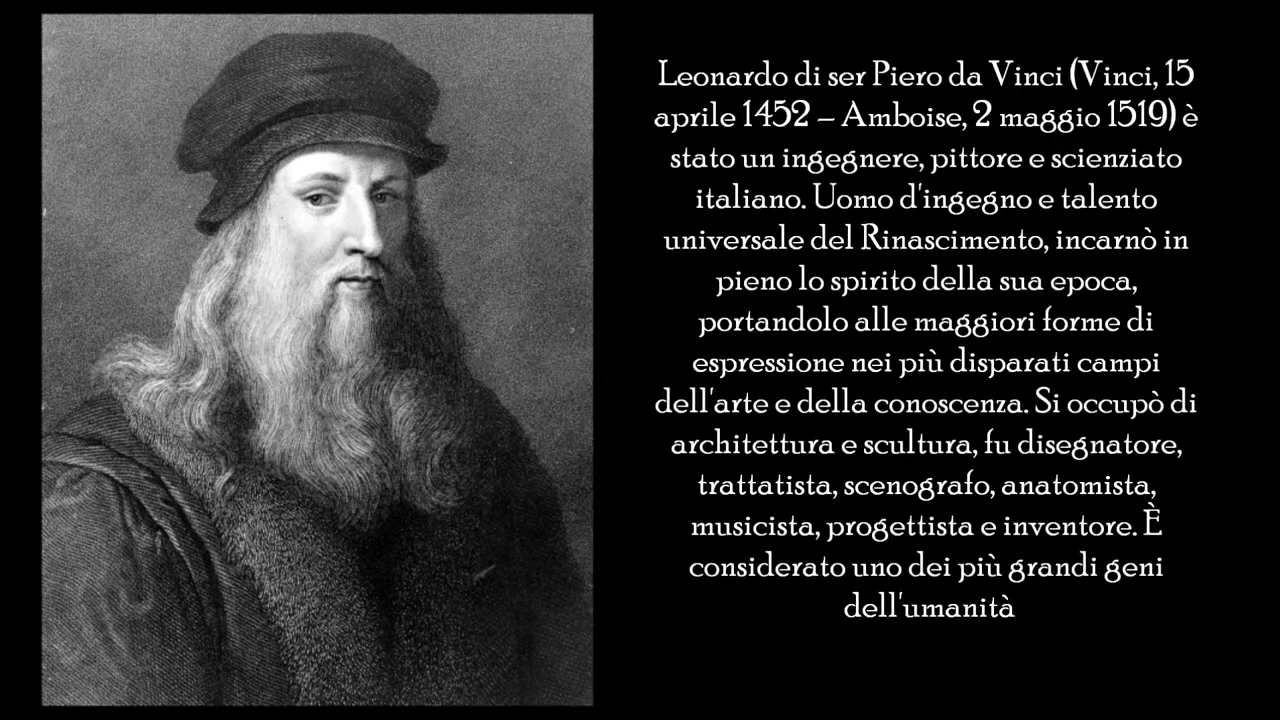 Leonardo di ser Piero da Vinci (Vinci, 15
aprile 1452 – Amboise, 2 maggio 1519) è
stato un ingegnere, pittore e scienziato
italiano. Uomo d'ingegno e talento
universale del Rinascimento, incarnò in
pieno lo spirito della sua epoca,
portandolo alle maggiori forme di
espressione nei più disparati campi
dell'arte e della conoscenza. Si occupò di
architettura e scultura, fu disegnatore,
trattatista, scenografo, anatomista,
musicista, progettista e inventore. È
considerato uno dei più grandi geni
dell'umanità